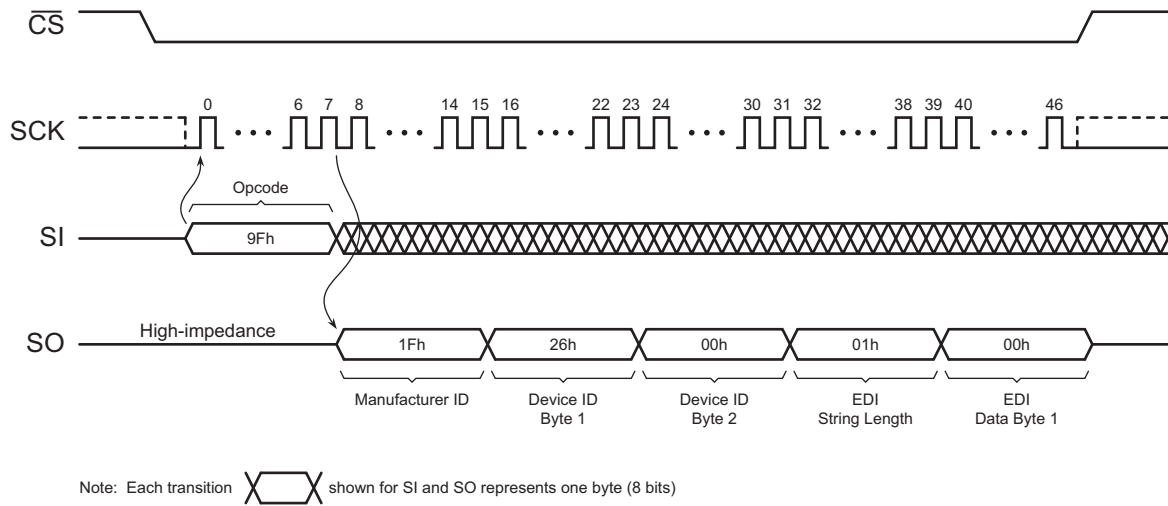 CS
0 6 7 8 14 15 16 22 23 24 30 31 32 38 39 40 46
SCK
Opcode
SI
9Fh
High-impedance
SO
1Fh 26h 00h 01h 00h
Manufacturer ID
Device ID
Byte 1
Device ID
Byte 2
EDI
String Length
EDI
Data Byte 1
Note: Each transition shown for SI and SO represents one byte (8 bits)